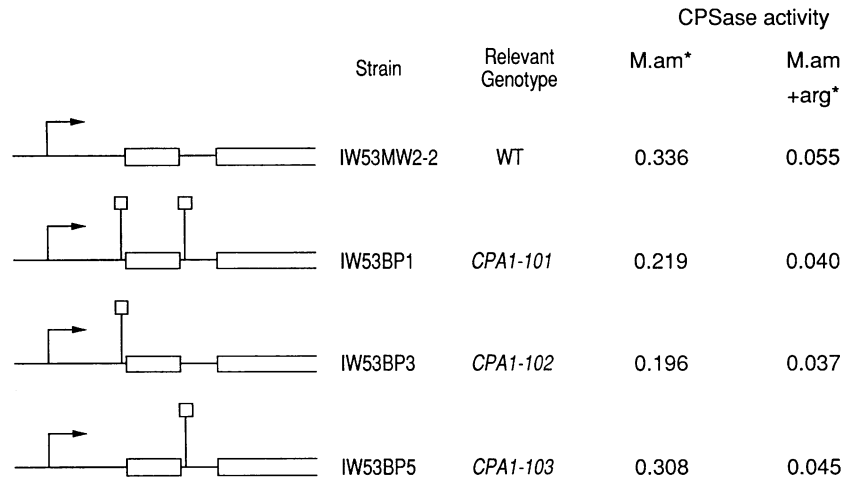 CPSase activity
Strain Relevant Genotype M.am* M.am +arg*
IW53MW2-2 WT 0.336 0.055
IW53BP1 CPA1-101 0.219 0.040
IW53BP3 CPA1-102 0.196 0.037
IW53BP5 CPA1-103 0.308 0.045